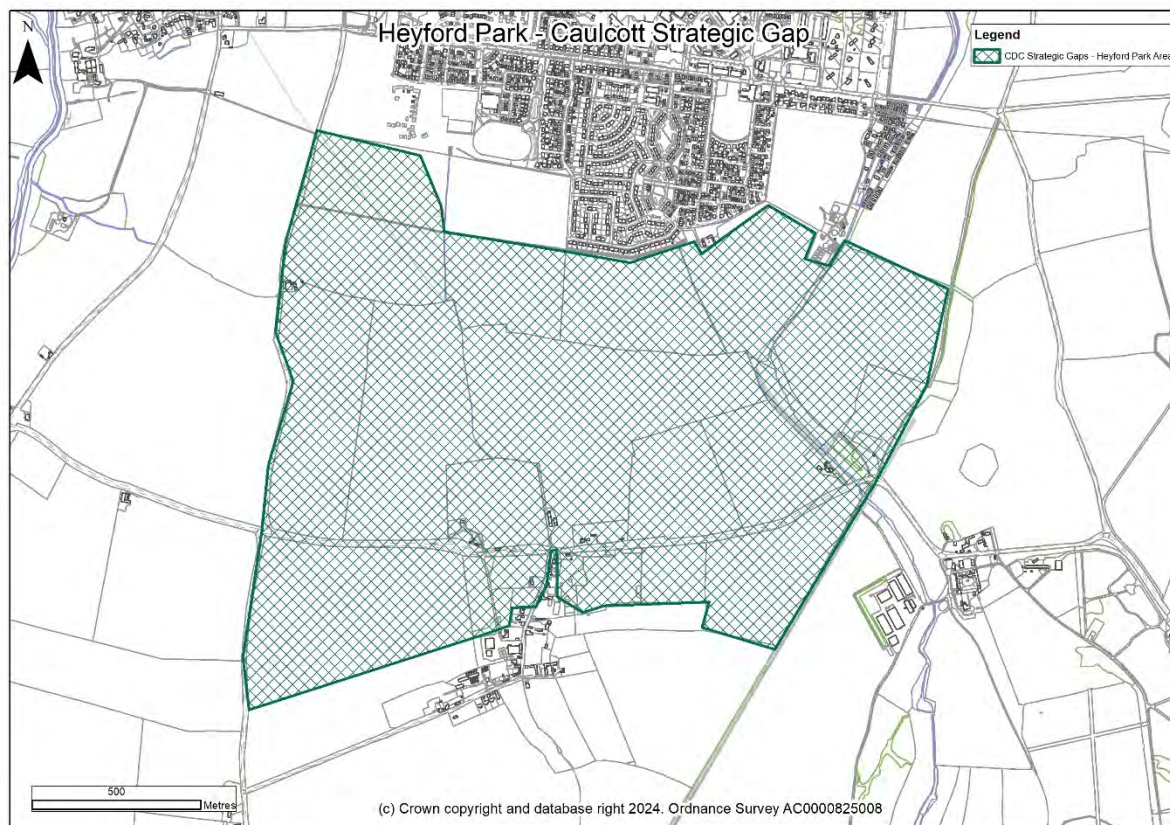 Heyford Park - Caulcott Strategic Gap
N
Legend
CDC Strategic Gaps - Heyford Park Area
500
Metres
(c) Crown copyright and database right 2024. Ordnance Survey AC0000825008